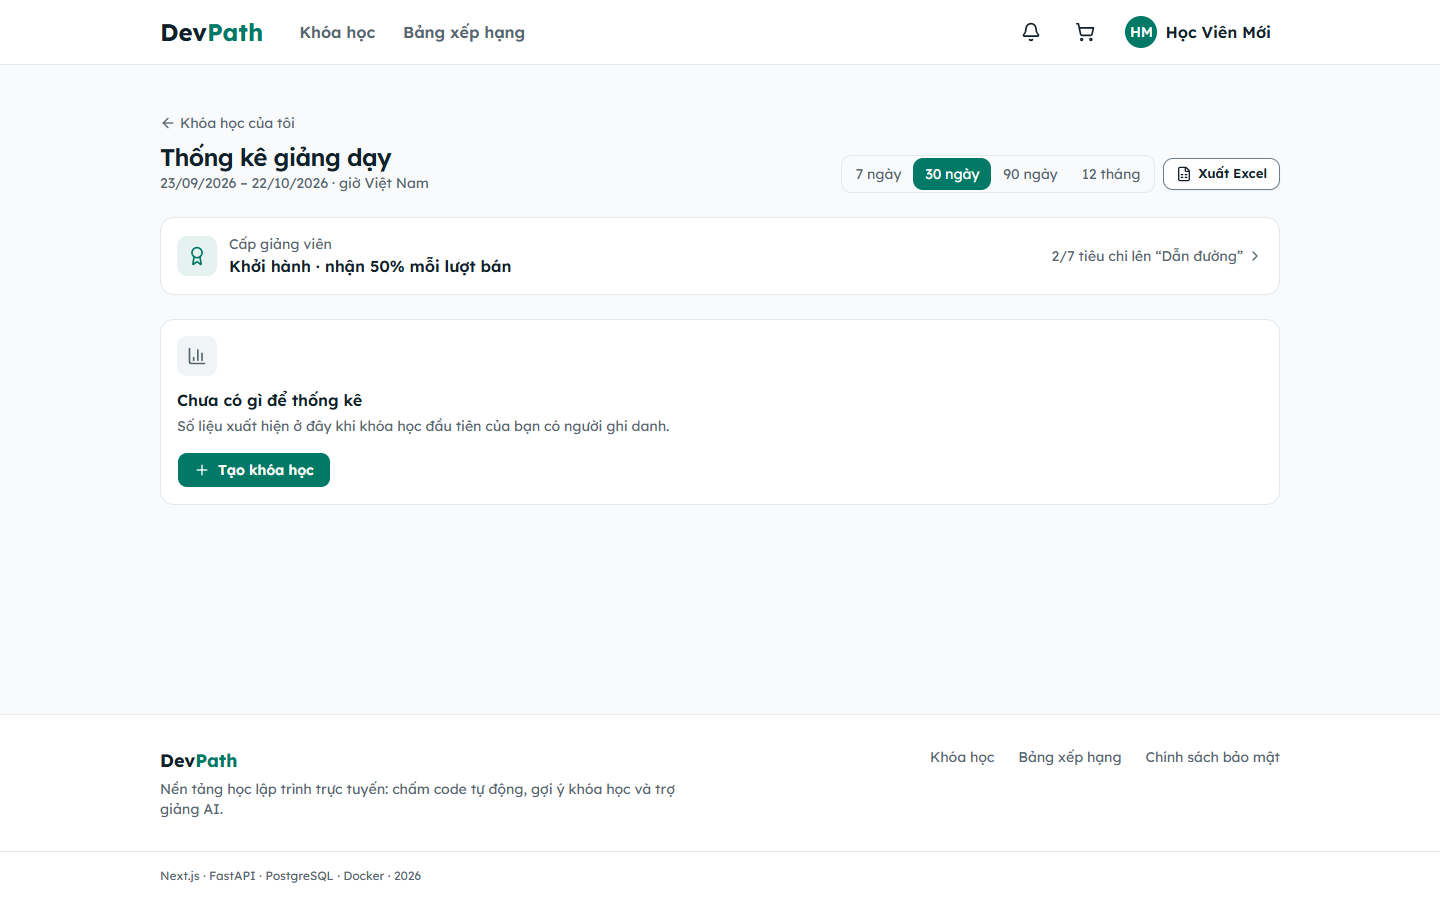 DevPath
Khóa học
Bảng xếp hạng
HM
Học Viên Mới
Khóa học của tôi
Thống kê giảng dạy
23/09/2026 – 22/10/2026 · giờ Việt Nam
7 ngày
30 ngày
90 ngày
12 tháng
Xuất Excel
Cấp giảng viên
Khởi hành · nhận 50% mỗi lượt bán
2/7 tiêu chí lên “Dẫn đường”
Chưa có gì để thống kê
Số liệu xuất hiện ở đây khi khóa học đầu tiên của bạn có người ghi danh.
Tạo khóa học
DevPath
Nền tảng học lập trình trực tuyến: chấm code tự động, gợi ý khóa học và trợ
giảng AI.
Khóa học
Bảng xếp hạng
Chính sách bảo mật
Next.js · FastAPI · PostgreSQL · Docker · 2026